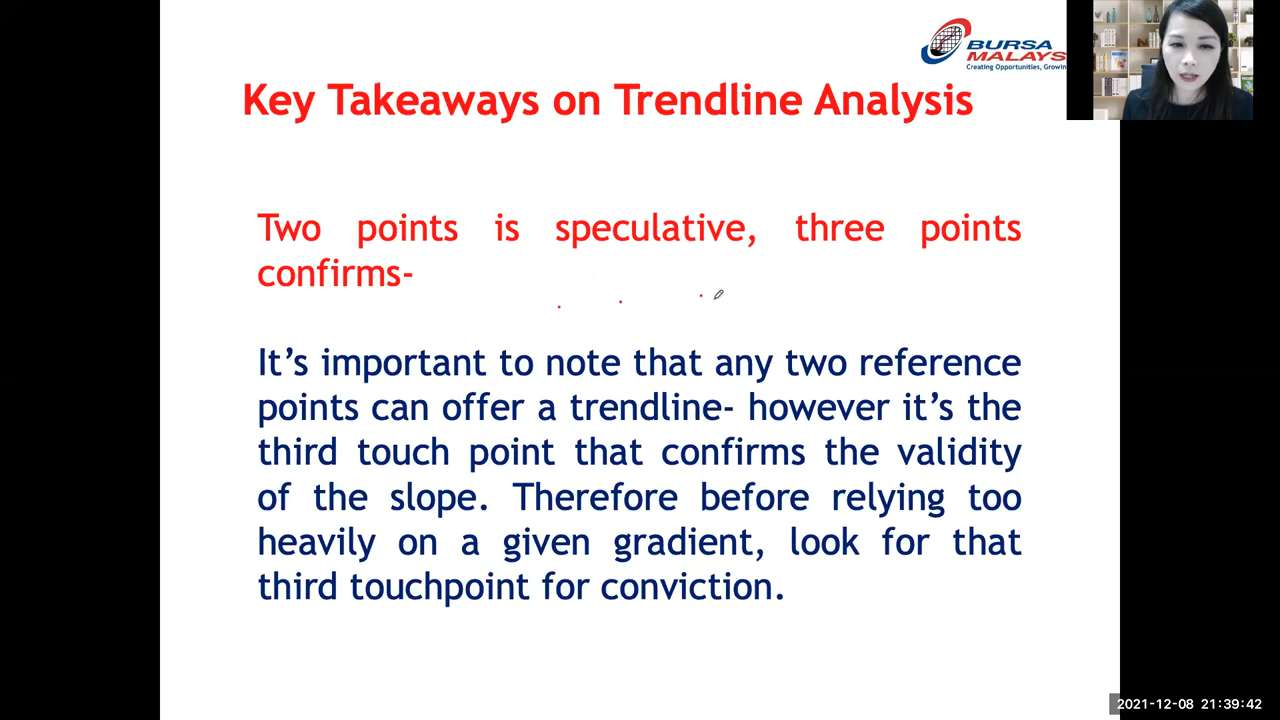 BURSA
MALAYS
Creating Opportunities, Growin
Key Takeaways on Trendline Analysis
Two points is speculative, three points
confirms-
It’s important to note that any two reference
points can offer a trendline- however it’s the
third touch point that confirms the validity
of the slope. Therefore before relying too
heavily on a given gradient, look for that
third touchpoint for conviction.
2021-12-08 21:39:42